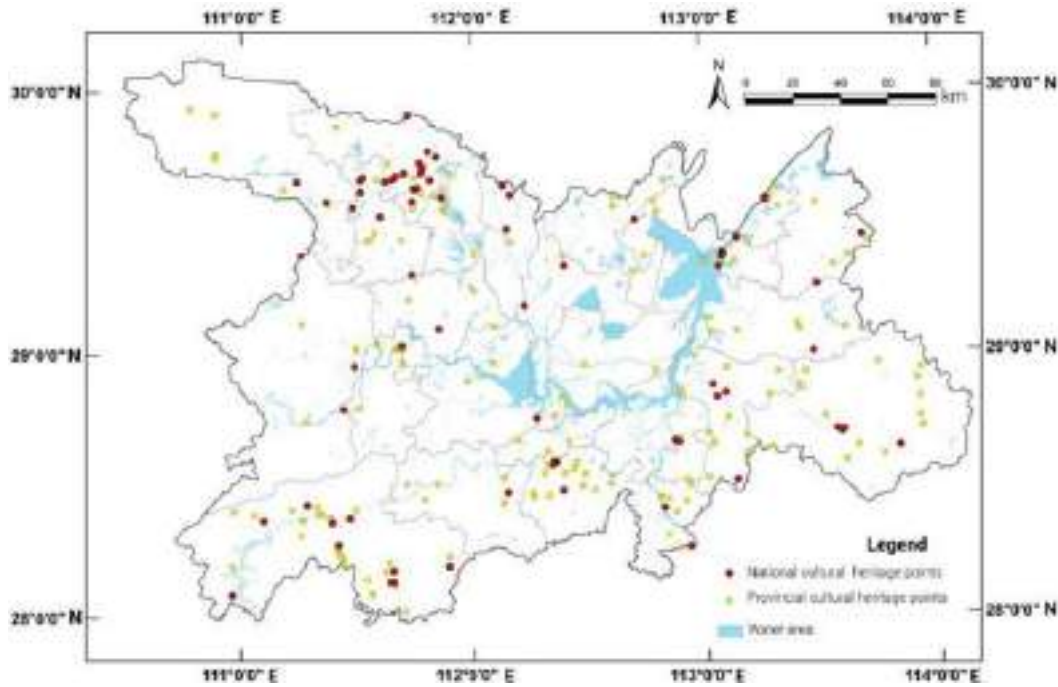 111°0'0" E 112°0'0" E 113°0'0" E 114°0'0" E
N
0 20 40 60 80 km
30°0'0" N 30°0'0" N
29°0'0" N 29°0'0" N
28°0'0" N 28°0'0" N
Legend
National cultural heritage points
Provincial cultural heritage points
Water area
111°0'0" E 112°0'0" E 113°0'0" E 114°0'0" E